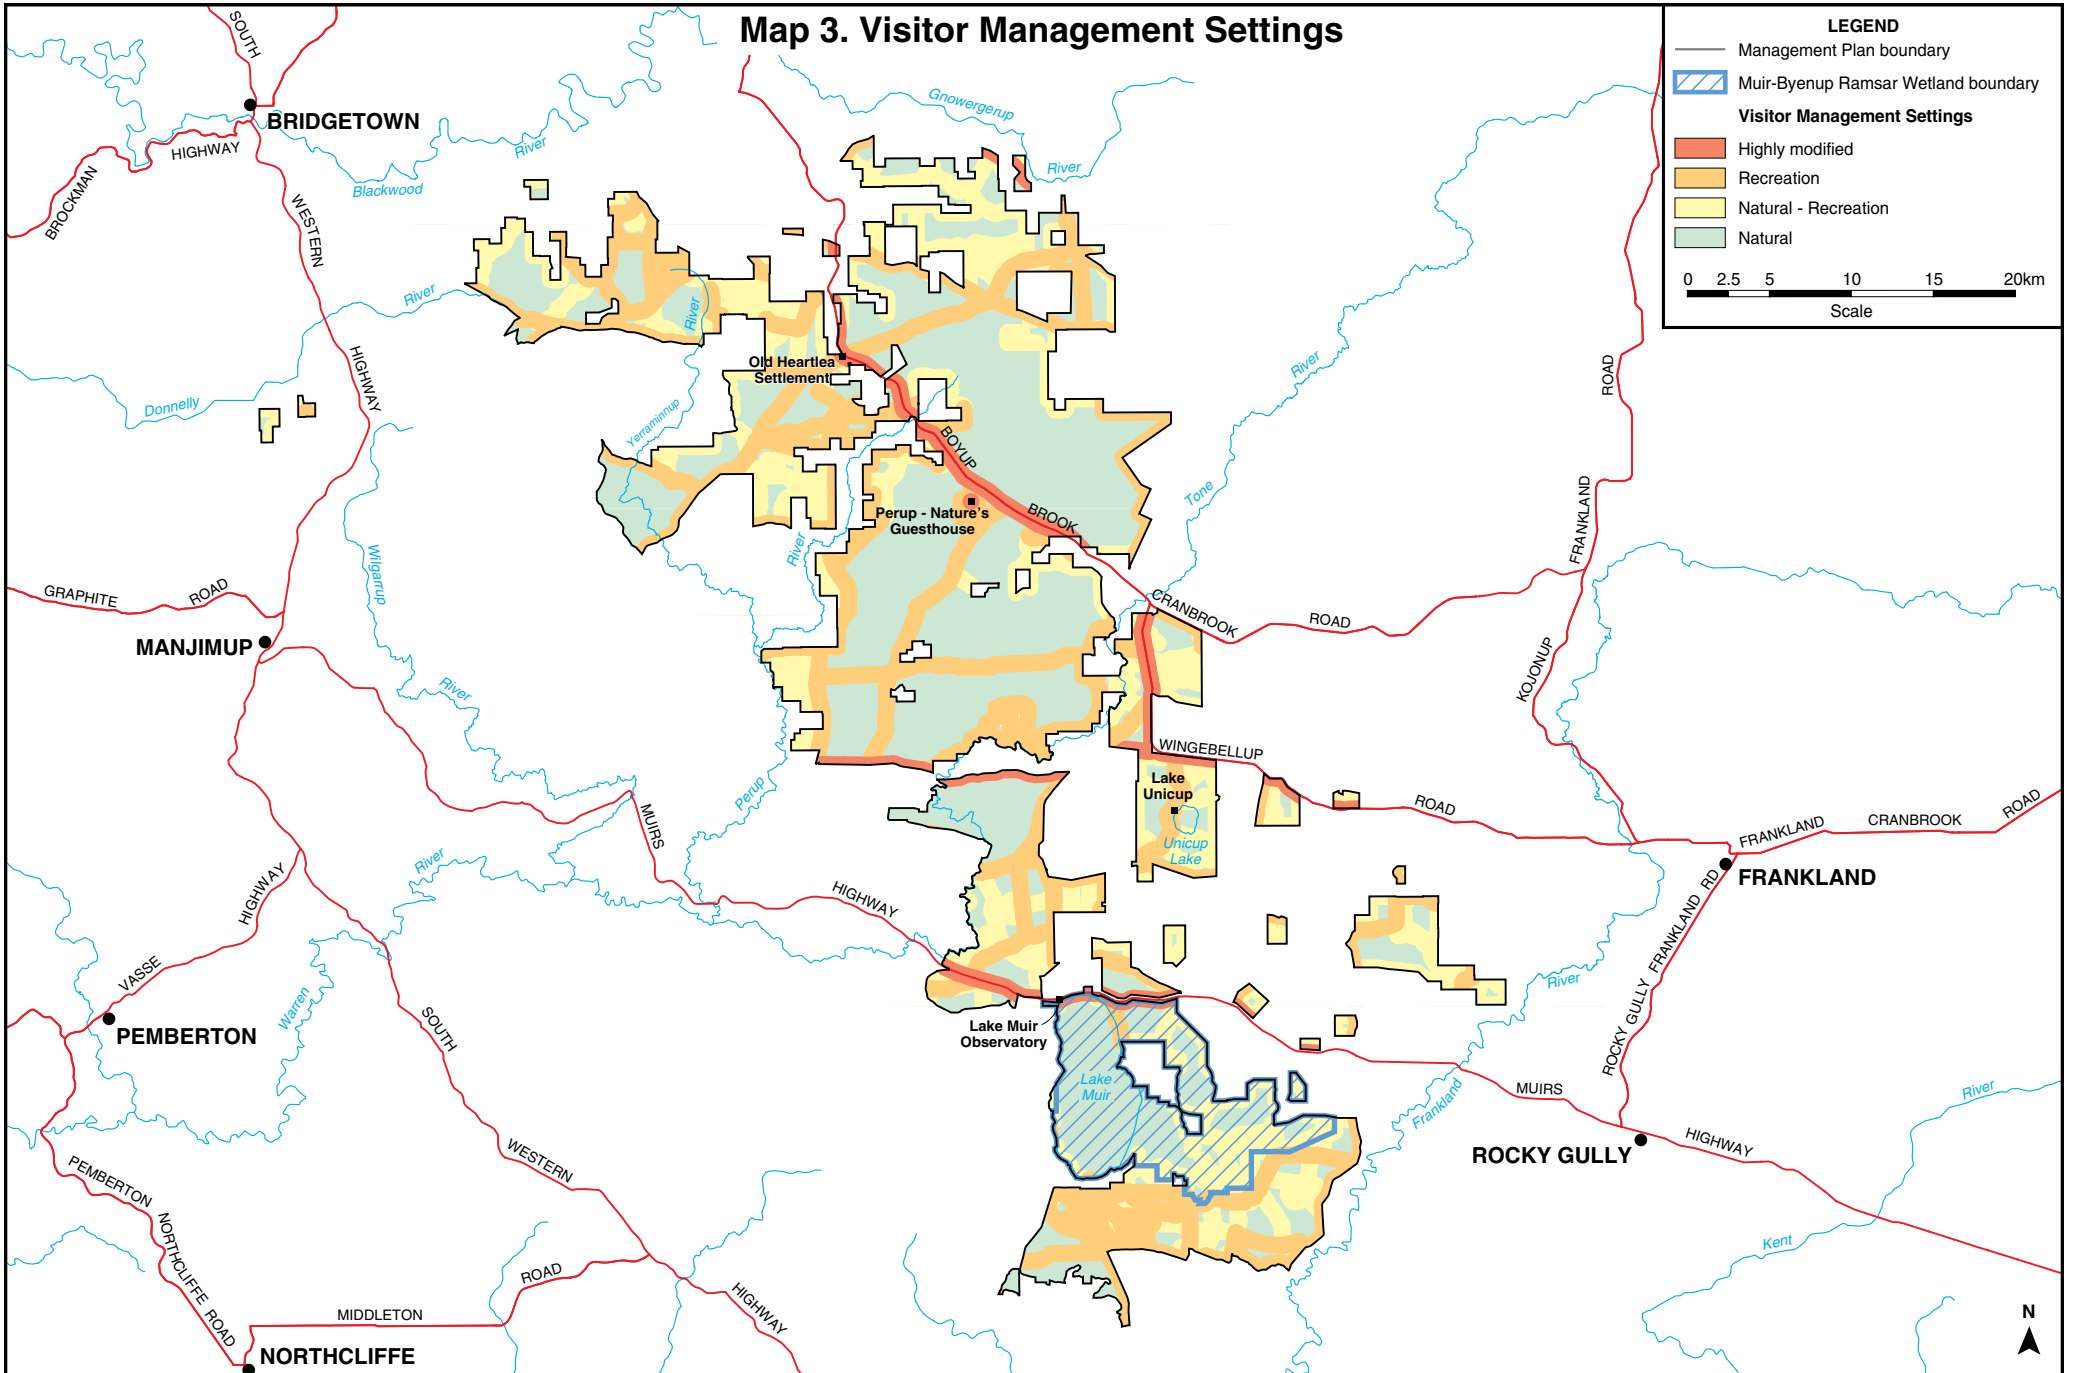 Map 3. Visitor Management Settings
LEGEND
Management Plan boundary
Muir-Byenup Ramsar Wetland boundary
Visitor Management Settings
Highly modified
Recreation
Natural - Recreation
Natural
0 2.5 5 10 15 20km
Scale
SOUTH
BRIDGETOWN
HIGHWAY
BROCKMAN
River
Blackwood
WESTERN
HIGHWAY
Gnowergerup
River
River
River
Donnelly
Old Heartlea
Settlement
Yerraminnup
BOYUP
BROOK
Perup - Nature's
Guesthouse
River
Tone
River
ROAD
FRANKLAND
KOJONUP
GRAPHITE
ROAD
Wilgarrup
River
MANJIMUP
CRANBROOK
ROAD
WINGEBELLUP
ROAD
Lake
Unicup
Unicup
Lake
Perup
MUIRS
HIGHWAY
River
HIGHWAY
VASSE
PEMBERTON
Warren
SOUTH
WESTERN
HIGHWAY
FRANKLAND
CRANBROOK
ROAD
FRANKLAND
ROCKY GULLY FRANKLAND RD
River
Frankland
Lake Muir
Observatory
Lake
Muir
MUIRS
HIGHWAY
ROCKY GULLY
River
Kent
PEMBERTON
NORTHCLIFFE ROAD
MIDDLETON
ROAD
NORTHCLIFFE
N